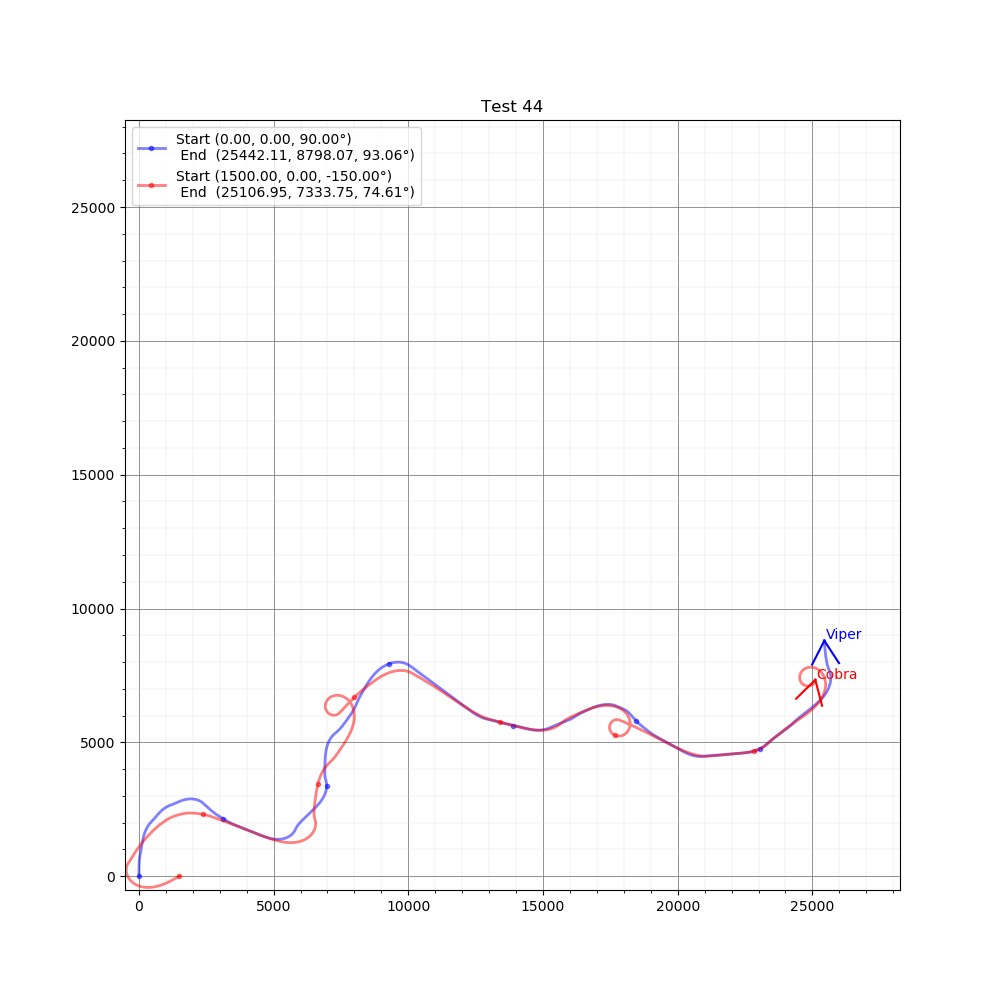 Test 44
Start (0.00, 0.00, 90.00°)
End  (25442.11, 8798.07, 93.06°)
Start (1500.00, 0.00, -150.00°)
End  (25106.95, 7333.75, 74.61°)
25000
20000
15000
10000
5000
0
Viper
Cobra
0
5000
10000
15000
20000
25000